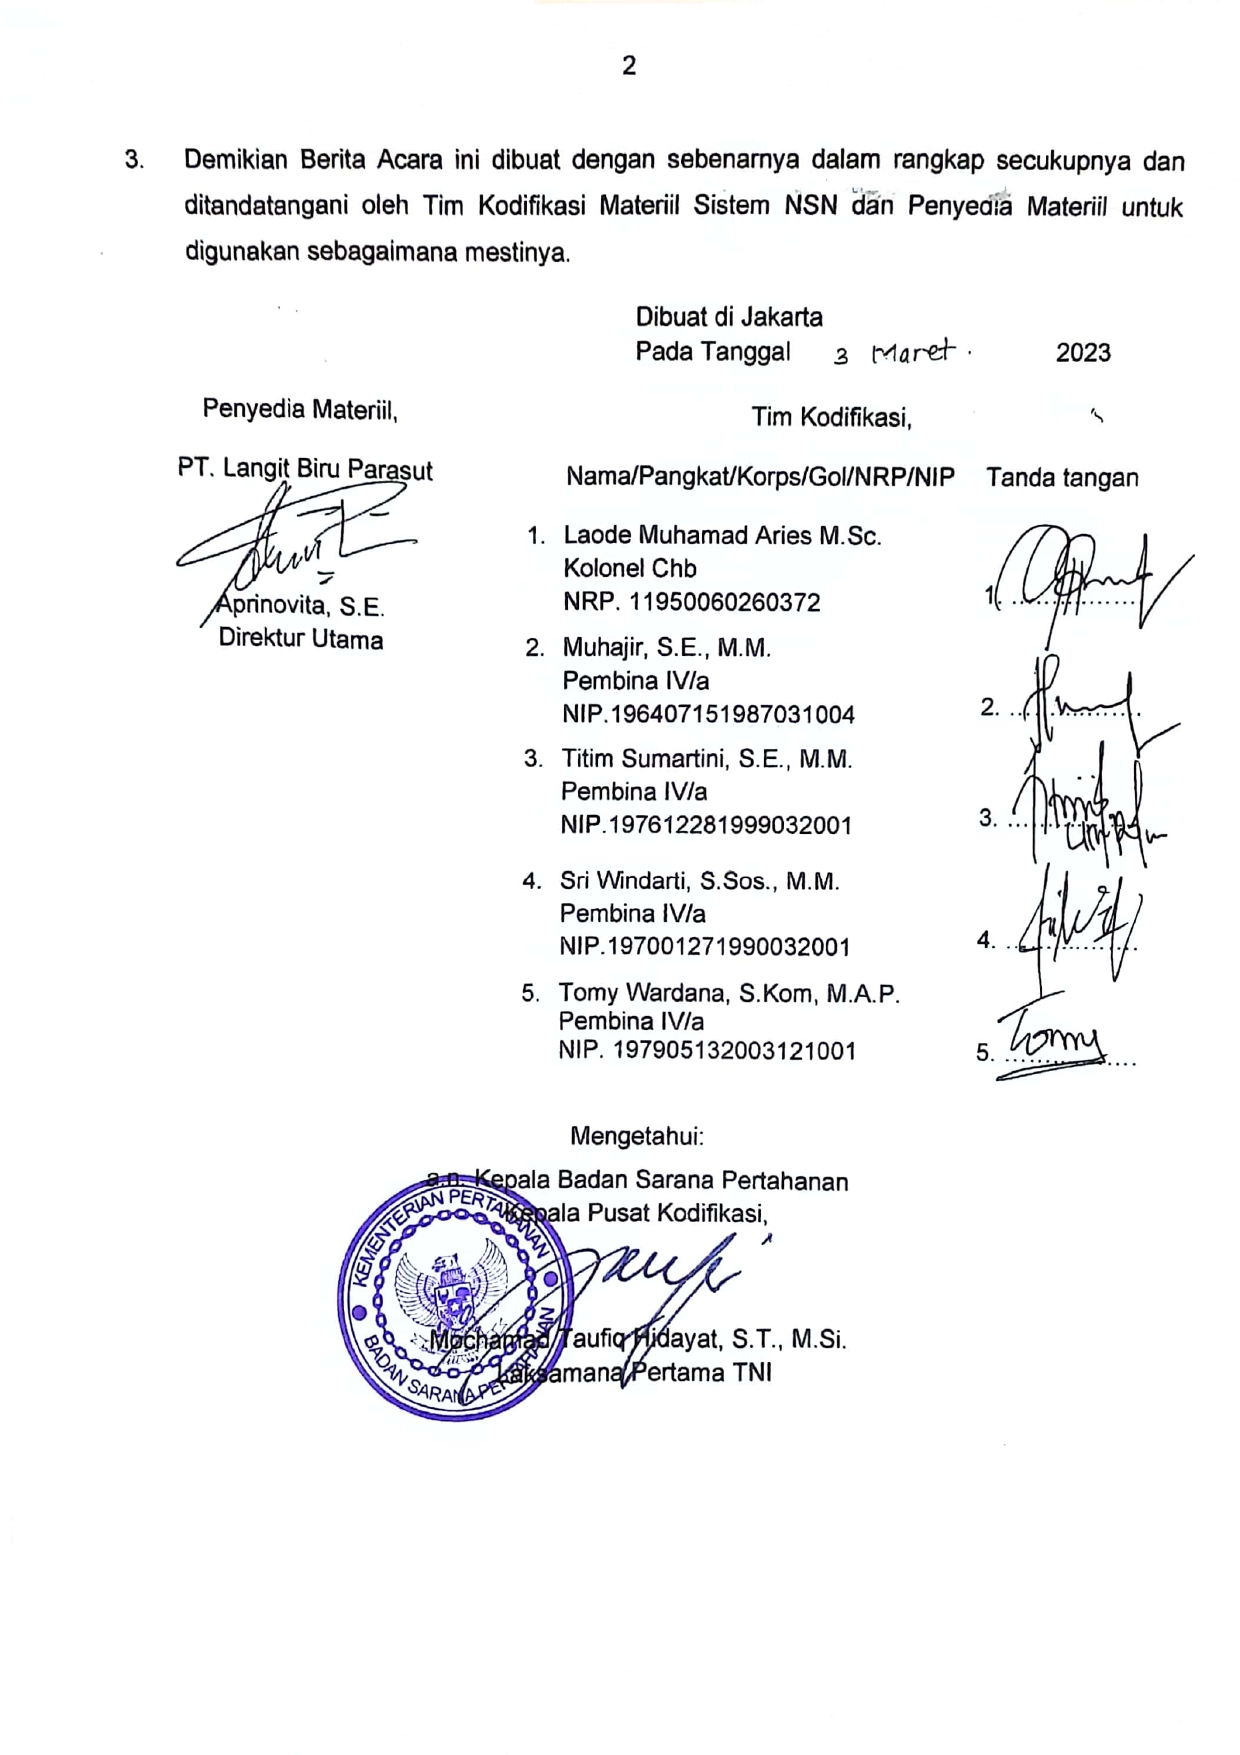 2
3. Demikian Berita Acara ini dibuat dengan sebenarnya dalam rangkap secukupnya dan
ditandatangani oleh Tim Kodifikasi Materiil Sistem NSN dan Penyedia Materiil untuk
digunakan sebagaimana mestinya.
Dibuat di Jakarta
Pada Tanggal 3 Maret 2023
Penyedia Materiil,
PT. Langit Biru Parasut
Aprinovita, S.E.
Direktur Utama
Tim Kodifikasi,
Nama/Pangkat/Korps/Gol/NRP/NIP Tanda tangan
1. Laode Muhamad Aries M.Sc.
Kolonel Chb
NRP. 11950060260372 1. ..................
2. Muhajir, S.E., M.M.
Pembina IV/a
NIP.196407151987031004 2. ..................
3. Titim Sumartini, S.E., M.M.
Pembina IV/a
NIP.197612281999032001 3. ..................
4. Sri Windarti, S.Sos., M.M.
Pembina IV/a
NIP.197001271990032001 4. ..................
5. Tomy Wardana, S.Kom, M.A.P.
Pembina IV/a
NIP. 197905132003121001 5. Tomy
Mengetahui:
a.n. Kepala Badan Sarana Pertahanan
Kepala Pusat Kodifikasi,
KEMENTERIAN PERTAHANAN
BADAN SARANA PERTAHANAN
Mochamad Taufiq Hidayat, S.T., M.Si.
Laksamana Pertama TNI